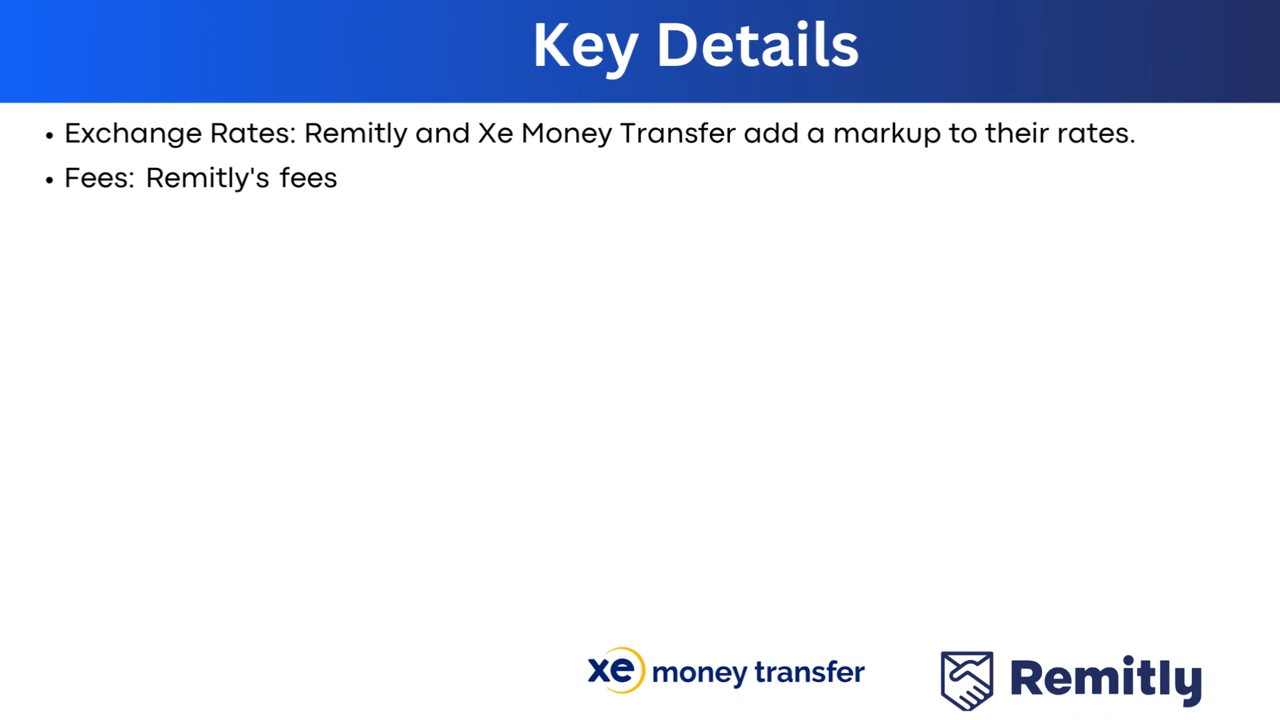 Key Details
• Exchange Rates: Remitly and Xe Money Transfer add a markup to their rates.
• Fees: Remitly's fees
xe money transfer
Remitly